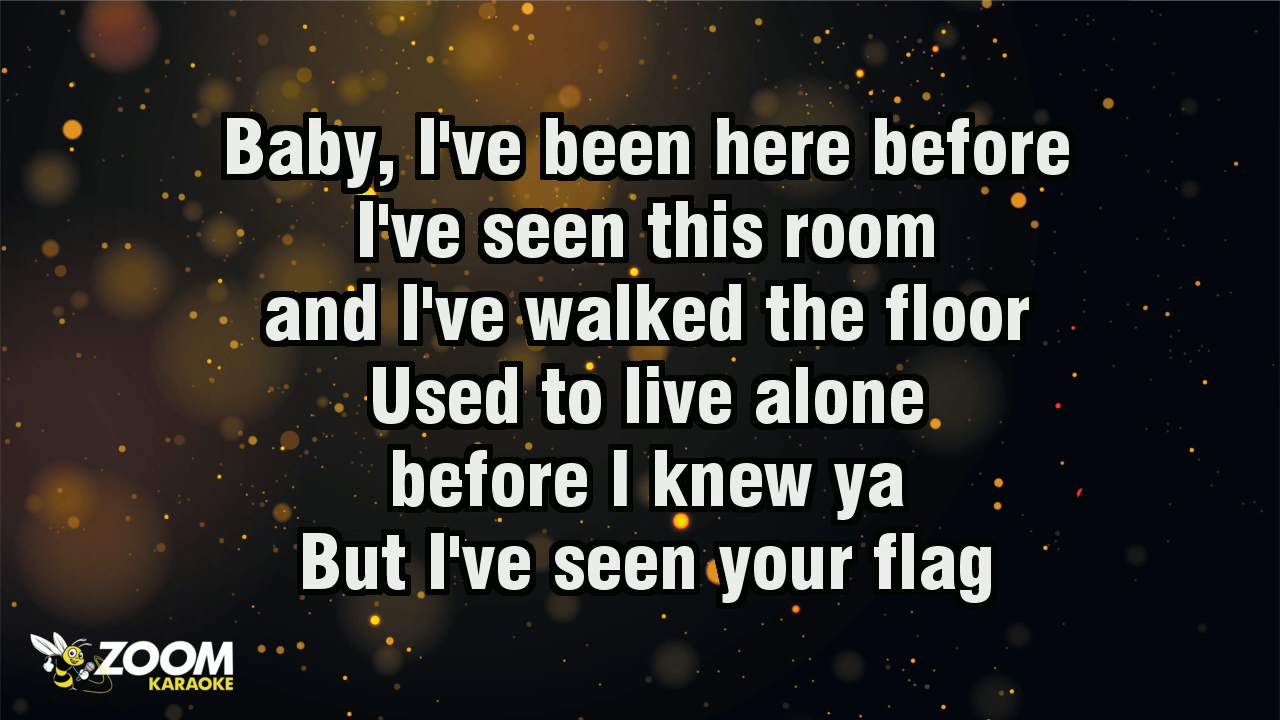 Baby, I've been here before
I've seen this room
and I've walked the floor
Used to live alone
before I knew ya
But I've seen your flag
ZOOM
KARAOKE